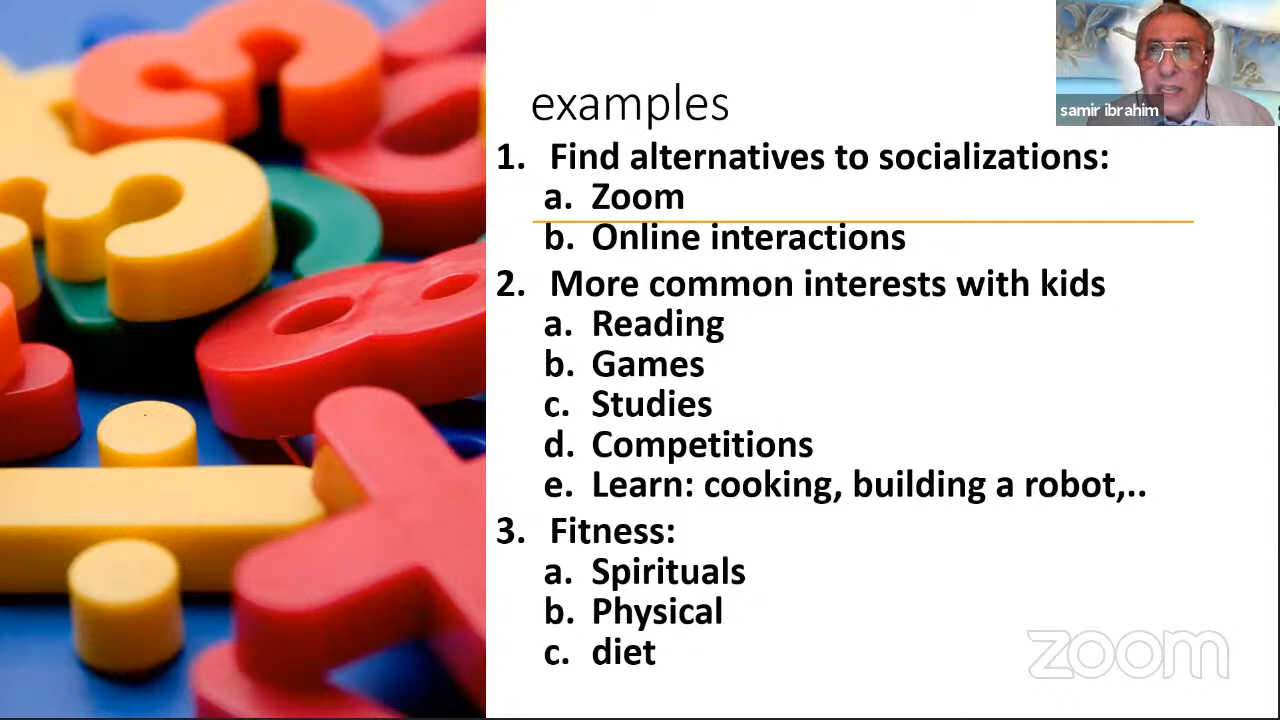 examples
samir ibrahim
1. Find alternatives to socializations:
a. Zoom
b. Online interactions
2. More common interests with kids
a. Reading
b. Games
c. Studies
d. Competitions
e. Learn: cooking, building a robot,..
3. Fitness:
a. Spirituals
b. Physical
c. diet
zoom